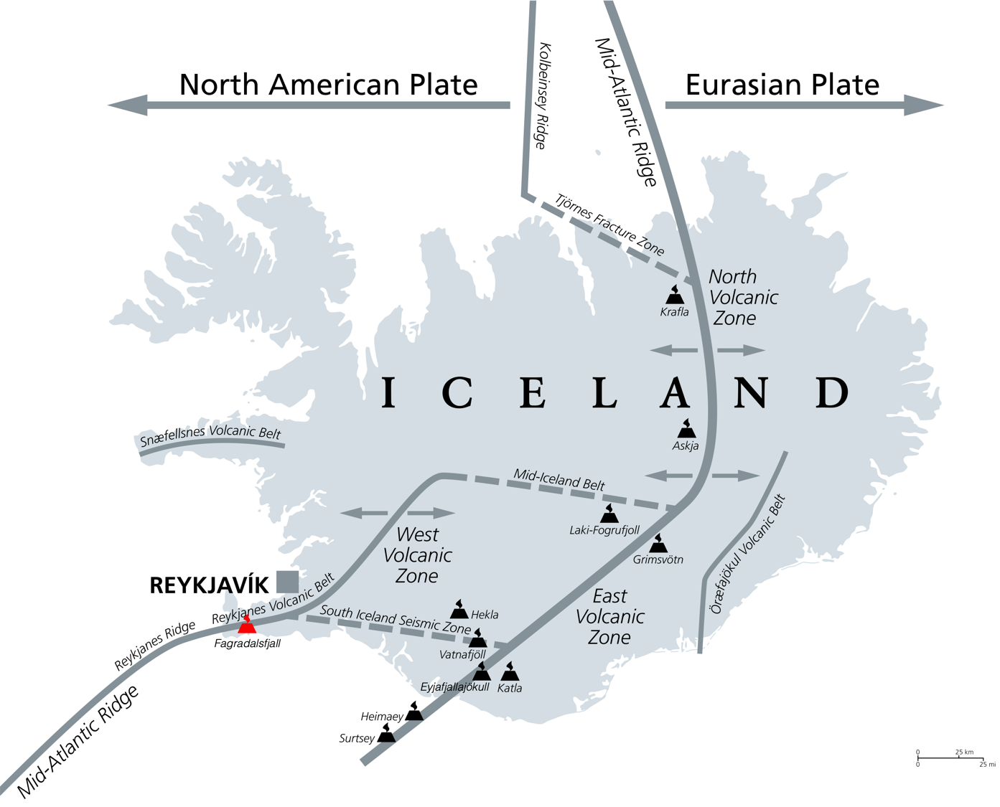 North American Plate
Eurasian Plate
Kolbeinsey Ridge
Mid-Atlantic Ridge
Tjörnes Fracture Zone
North
Volcanic
Zone
Krafla
ICELAND
Snæfellsnes Volcanic Belt
Askja
Mid-Iceland Belt
Laki-Fogrufjoll
Grimsvötn
Öræfajökul Volcanic Belt
West
Volcanic
Zone
REYKJAVÍK
Reykjanes Volcanic Belt
Reykjanes Ridge
Fagradalsfjall
Mid-Atlantic Ridge
South Iceland Seismic Zone
East
Volcanic
Zone
Hekla
Vatnafjöll
Eyjafjallajökull
Katla
Heimaey
Surtsey
0 25 km
0 25 mi